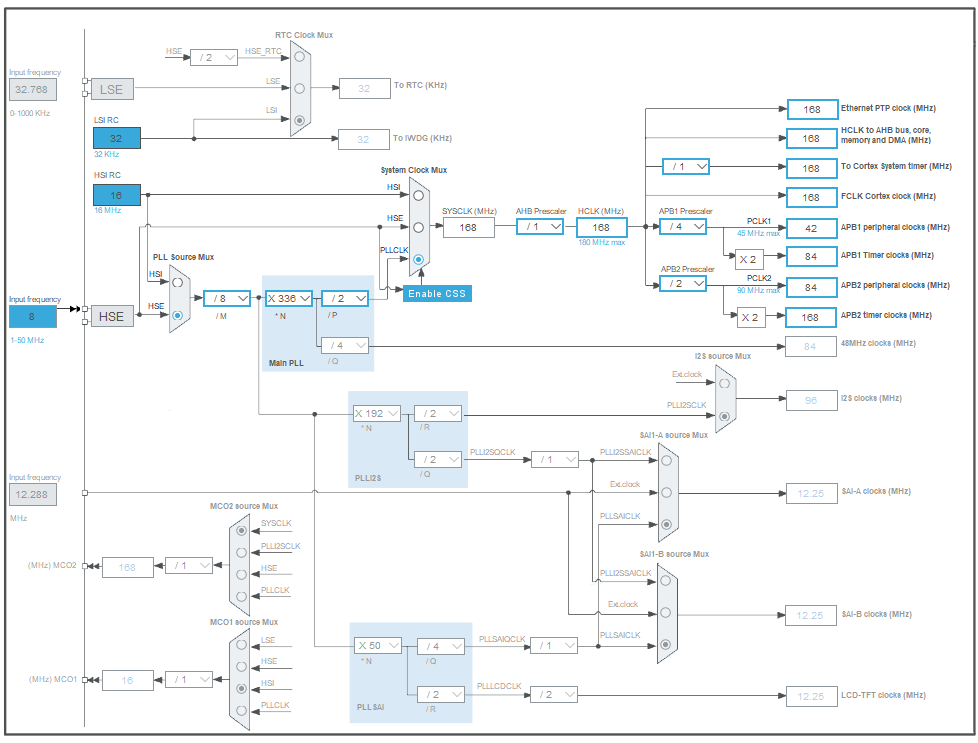 RTC Clock Mux
HSE
/ 2
HSE_RTC
Input frequency
32.768
0-1000 KHz
LSE
LSE
32
To RTC (KHz)
LSI
LSI RC
32
32 KHz
32
To IWDG (KHz)
Ethernet PTP clock (MHz)
168
HCLK to AHB bus, core,
memory and DMA (MHz)
168
/ 1
168
To Cortex System timer (MHz)
168
FCLK Cortex clock (MHz)
System Clock Mux
HSI RC
16
16 MHz
HSI
HSE
PLLCLK
SYSCLK (MHz)
168
AHB Prescaler
/ 1
HCLK (MHz)
168
180 MHz max
APB1 Prescaler
/ 4
PCLK1
45 MHz max
42
APB1 peripheral clocks (MHz)
X 2
84
APB1 Timer clocks (MHz)
APB2 Prescaler
/ 2
PCLK2
90 MHz max
84
APB2 peripheral clocks (MHz)
X 2
168
APB2 timer clocks (MHz)
Enable CSS
PLL Source Mux
HSI
HSE
Input frequency
8
1-50 MHz
HSE
/ 8
/ M
X 336
* N
/ 2
/ P
/ 4
/ Q
Main PLL
84
48MHz clocks (MHz)
I2S source Mux
Ext.clock
PLLI2SCLK
96
I2S clocks (MHz)
X 192
* N
/ 2
/ R
/ 2
/ Q
PLLI2S
PLLI2SQCLK
/ 1
SAI1-A source Mux
PLLI2SSAICLK
Ext.clock
PLLSAICLK
12.25
SAI-A clocks (MHz)
Input frequency
12.288
MHz
MCO2 source Mux
SYSCLK
PLLI2SCLK
HSE
PLLCLK
(MHz) MCO2
168
/ 1
SAI1-B source Mux
PLLI2SSAICLK
Ext.clock
PLLSAICLK
12.25
SAI-B clocks (MHz)
MCO1 source Mux
LSE
HSE
HSI
PLLCLK
(MHz) MCO1
16
/ 1
X 50
* N
/ 4
/ Q
/ 2
/ R
PLLSAI
PLLSAIQCLK
/ 1
PLLLCDCLK
/ 2
12.25
LCD-TFT clocks (MHz)